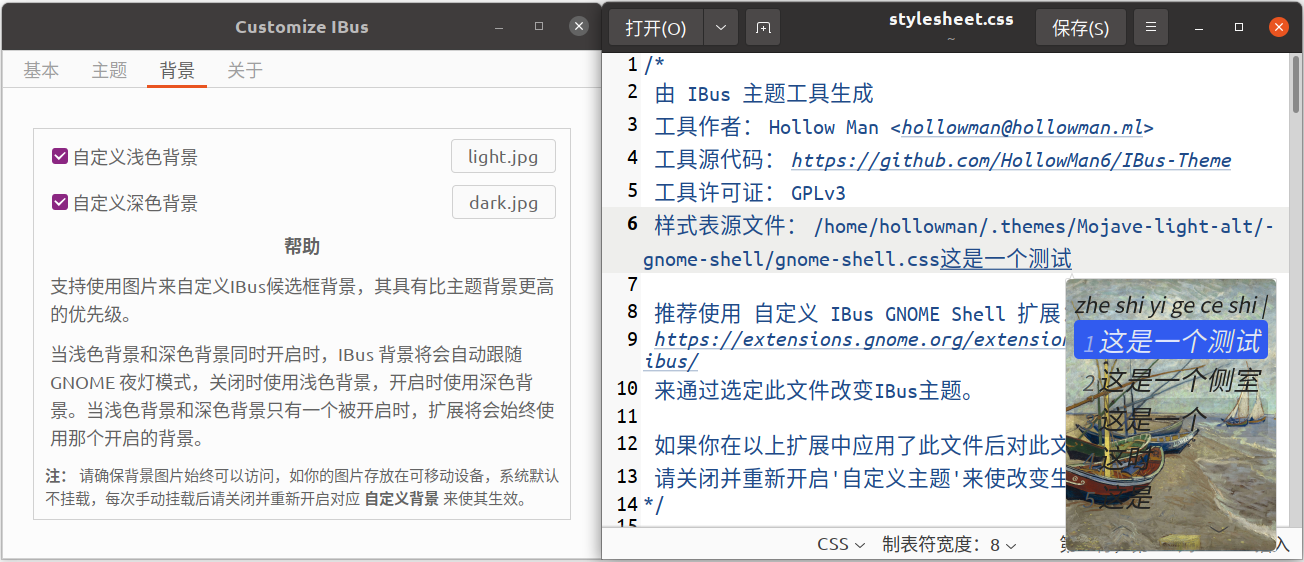 Customize IBus
基本 主题 背景 关于
自定义浅色背景 light.jpg
自定义深色背景 dark.jpg
帮助
支持使用图片来自定义IBus候选框背景，其具有比主题背景更高
的优先级。
当浅色背景和深色背景同时开启时，IBus 背景将会自动跟随
GNOME 夜灯模式，关闭时使用浅色背景，开启时使用深色背
景。当浅色背景和深色背景只有一个被开启时，扩展将会始终使
用那个开启的背景。
注： 请确保背景图片始终可以访问，如你的图片存放在可移动设备，系统默认
不挂载，每次手动挂载后请关闭并重新开启对应 自定义背景 来使其生效。
打开(O) stylesheet.css 保存(S)
~
1 /*
2 由 IBus 主题工具生成
3 工具作者： Hollow Man <hollowman@hollowman.ml>
4 工具源代码： https://github.com/HollowMan6/IBus-Theme
5 工具许可证： GPLv3
6 样式表源文件： /home/hollowman/.themes/Mojave-light-alt/-
gnome-shell/gnome-shell.css这是一个测试
7
8 推荐使用 自定义 IBus GNOME Shell 扩展
9 https://extensions.gnome.org/extension
ibus/
10 来通过选定此文件改变IBus主题。
11
12 如果你在以上扩展中应用了此文件后对此文
13 请关闭并重新开启'自定义主题'来使改变生
14 */
15
zhe shi yi ge ce shi |
1 这是一个测试
2 这是一个侧室
3 这是一个
4 这时
5 这是
CSS 制表符宽度：8